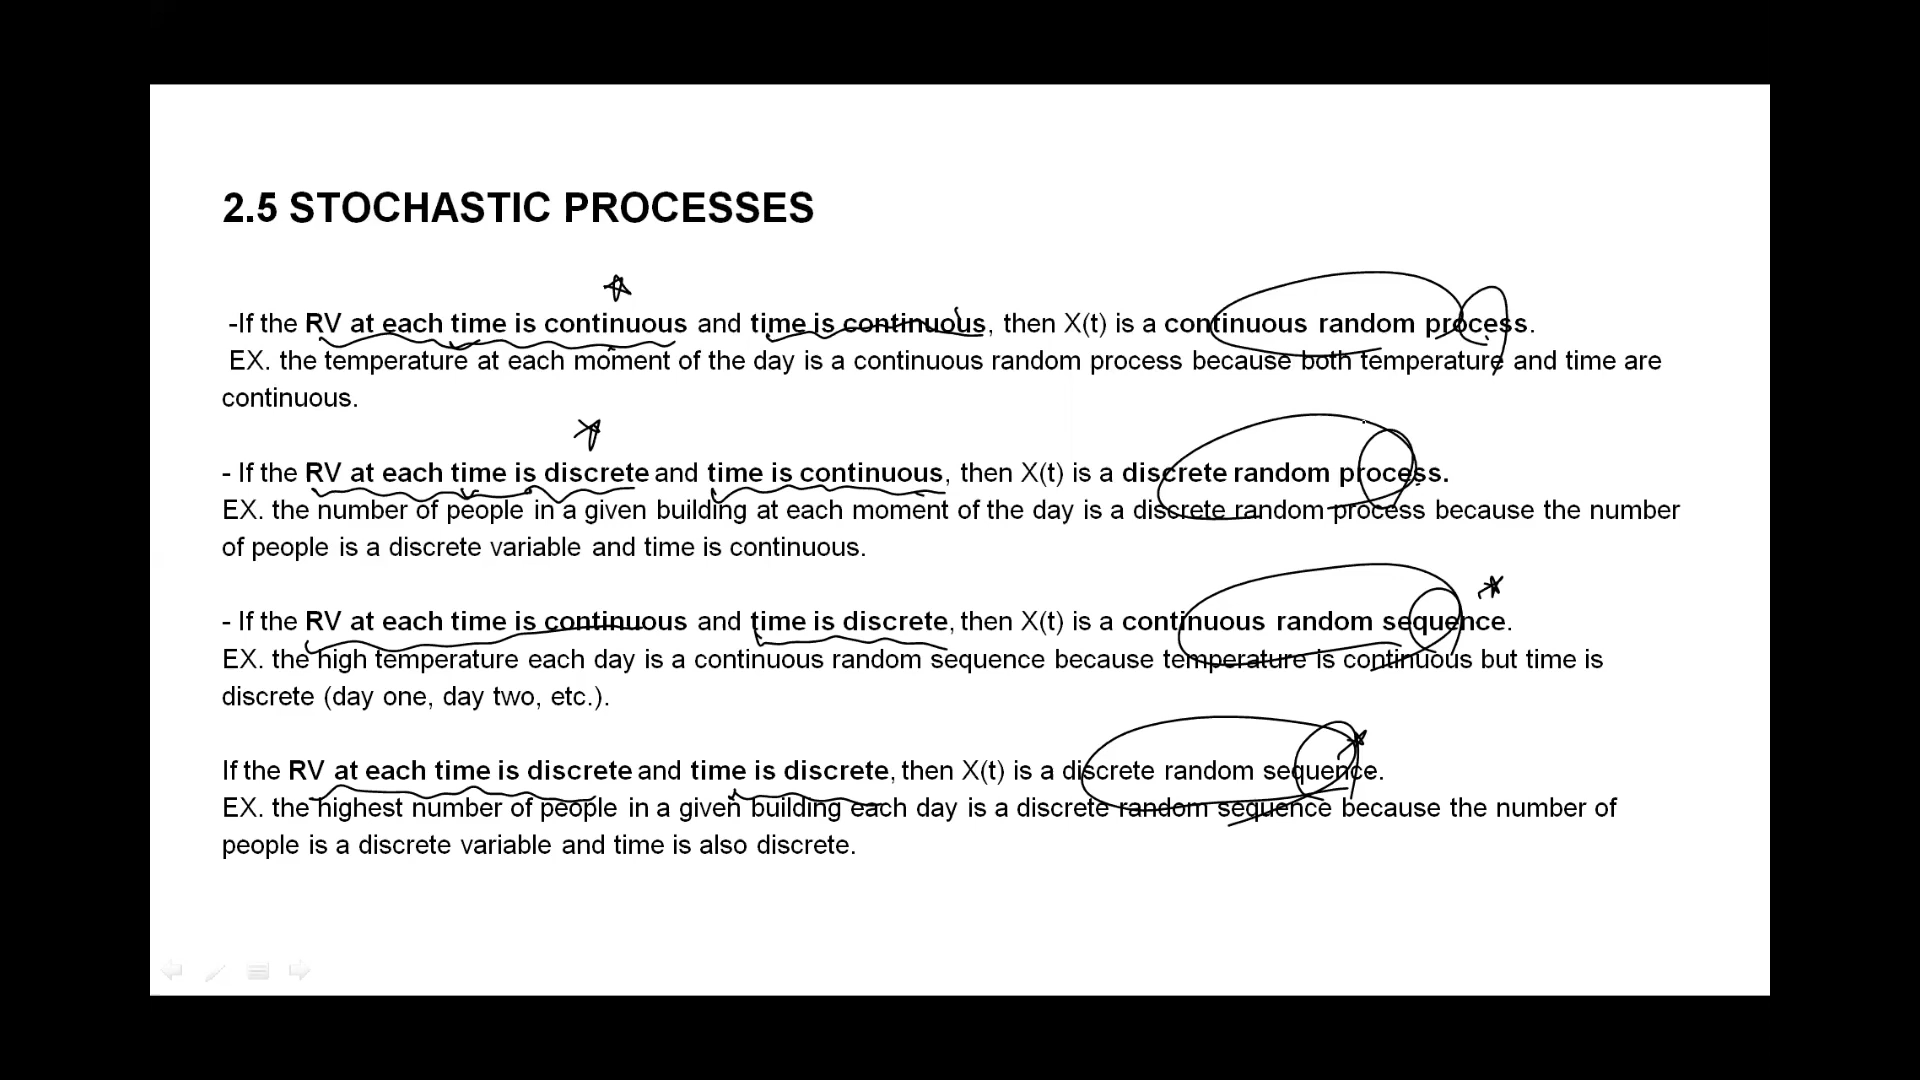 2.5 STOCHASTIC PROCESSES
-If the RV at each time is continuous and time is continuous, then X(t) is a continuous random process.
EX. the temperature at each moment of the day is a continuous random process because both temperature and time are
continuous.
- If the RV at each time is discrete and time is continuous, then X(t) is a discrete random process.
EX. the number of people in a given building at each moment of the day is a discrete random process because the number
of people is a discrete variable and time is continuous.
- If the RV at each time is continuous and time is discrete, then X(t) is a continuous random sequence.
EX. the high temperature each day is a continuous random sequence because temperature is continuous but time is
discrete (day one, day two, etc.).
If the RV at each time is discrete and time is discrete, then X(t) is a discrete random sequence.
EX. the highest number of people in a given building each day is a discrete random sequence because the number of
people is a discrete variable and time is also discrete.